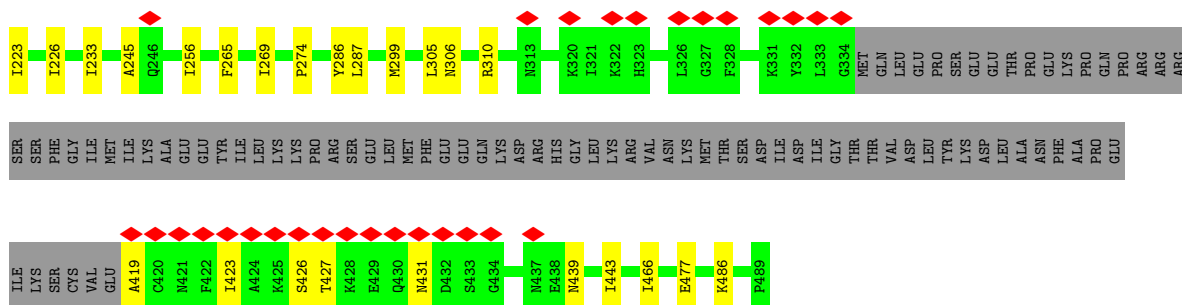 I223 I226 I233 A245 Q246 I256 F265 I269 P274 Y286 L287 M299 L305 N306 R310 N313 K320 I321 K322 H323 L326 G327 F328 K331 Y332 L333 G334 MET GLN LEU GLU PRO SER GLU GLU THR PRO GLU LYS PRO GLN PRO ARG ARG ARG
SER SER PHE GLY ILE MET ILE LYS ALA GLU GLU TYR ILE LEU LYS LYS PRO ARG SER GLU LEU MET PHE GLU GLU GLN LYS ASP ARG HIS GLY LEU LYS ARG VAL ASN LYS MET THR SER ASP ILE ASP ILE GLY THR THR VAL ASP LEU TYR LYS ASP LEU ALA ASN PHE ALA PRO GLU
ILE LYS SER CYS VAL GLU A419 C420 N421 F422 I423 A424 K425 S426 T427 K428 E429 Q430 N431 D432 S433 G434 N437 E438 N439 I443 I466 E477 K486 P489